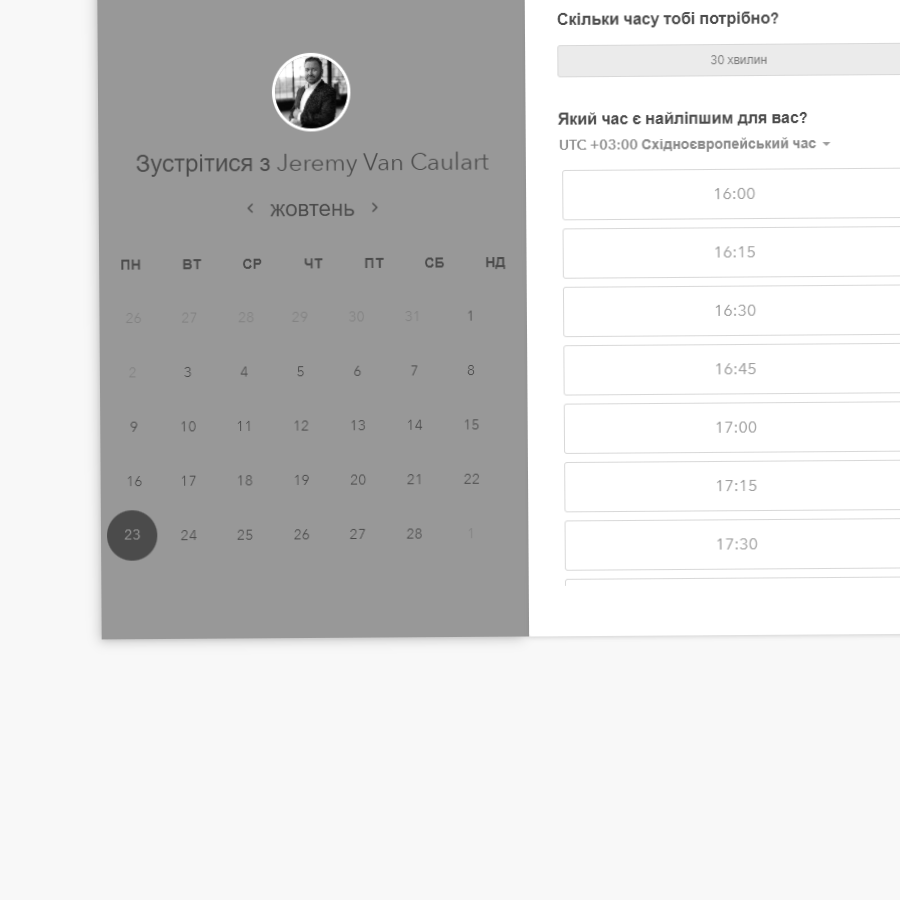 Зустрітися з Jeremy Van Caulart
жовтень
ПН ВТ СР ЧТ ПТ СБ НД
26 27 28 29 30 31 1
2 3 4 5 6 7 8
9 10 11 12 13 14 15
16 17 18 19 20 21 22
23 24 25 26 27 28 1
Скільки часу тобі потрібно?
30 хвилин
Який час є найліпшим для вас?
UTC +03:00 Східноєвропейський час
16:00
16:15
16:30
16:45
17:00
17:15
17:30